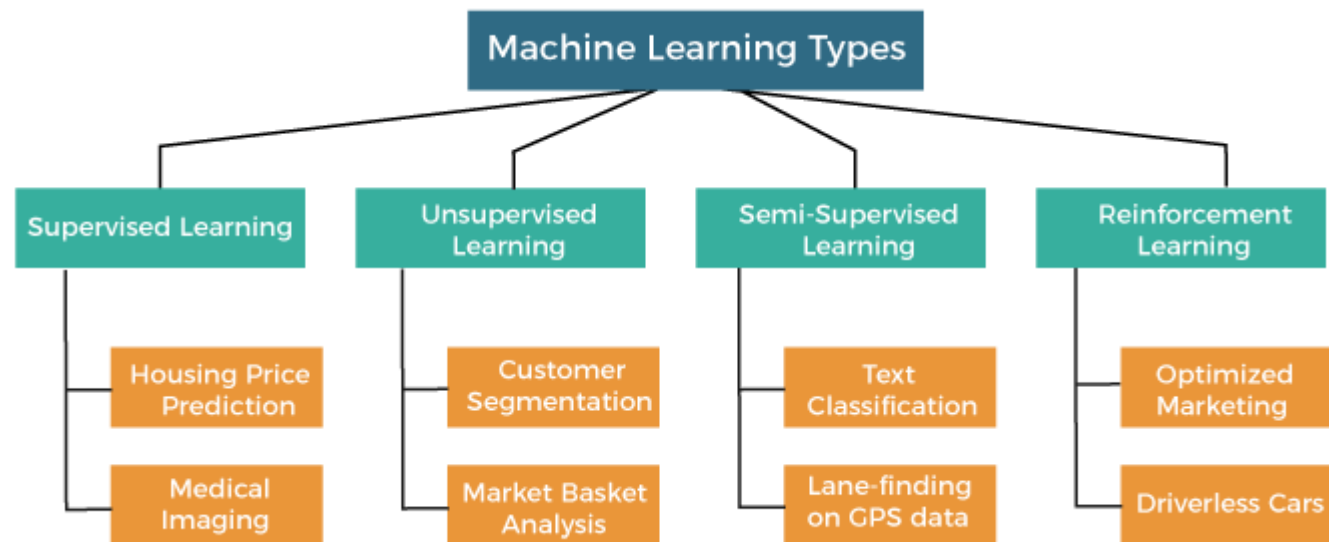 Machine Learning Types
Supervised Learning
Unsupervised
Learning
Semi-Supervised
Learning
Reinforcement
Learning
Housing Price
Prediction
Customer
Segmentation
Text
Classification
Optimized
Marketing
Medical
Imaging
Market Basket
Analysis
Lane-finding
on GPS data
Driverless Cars